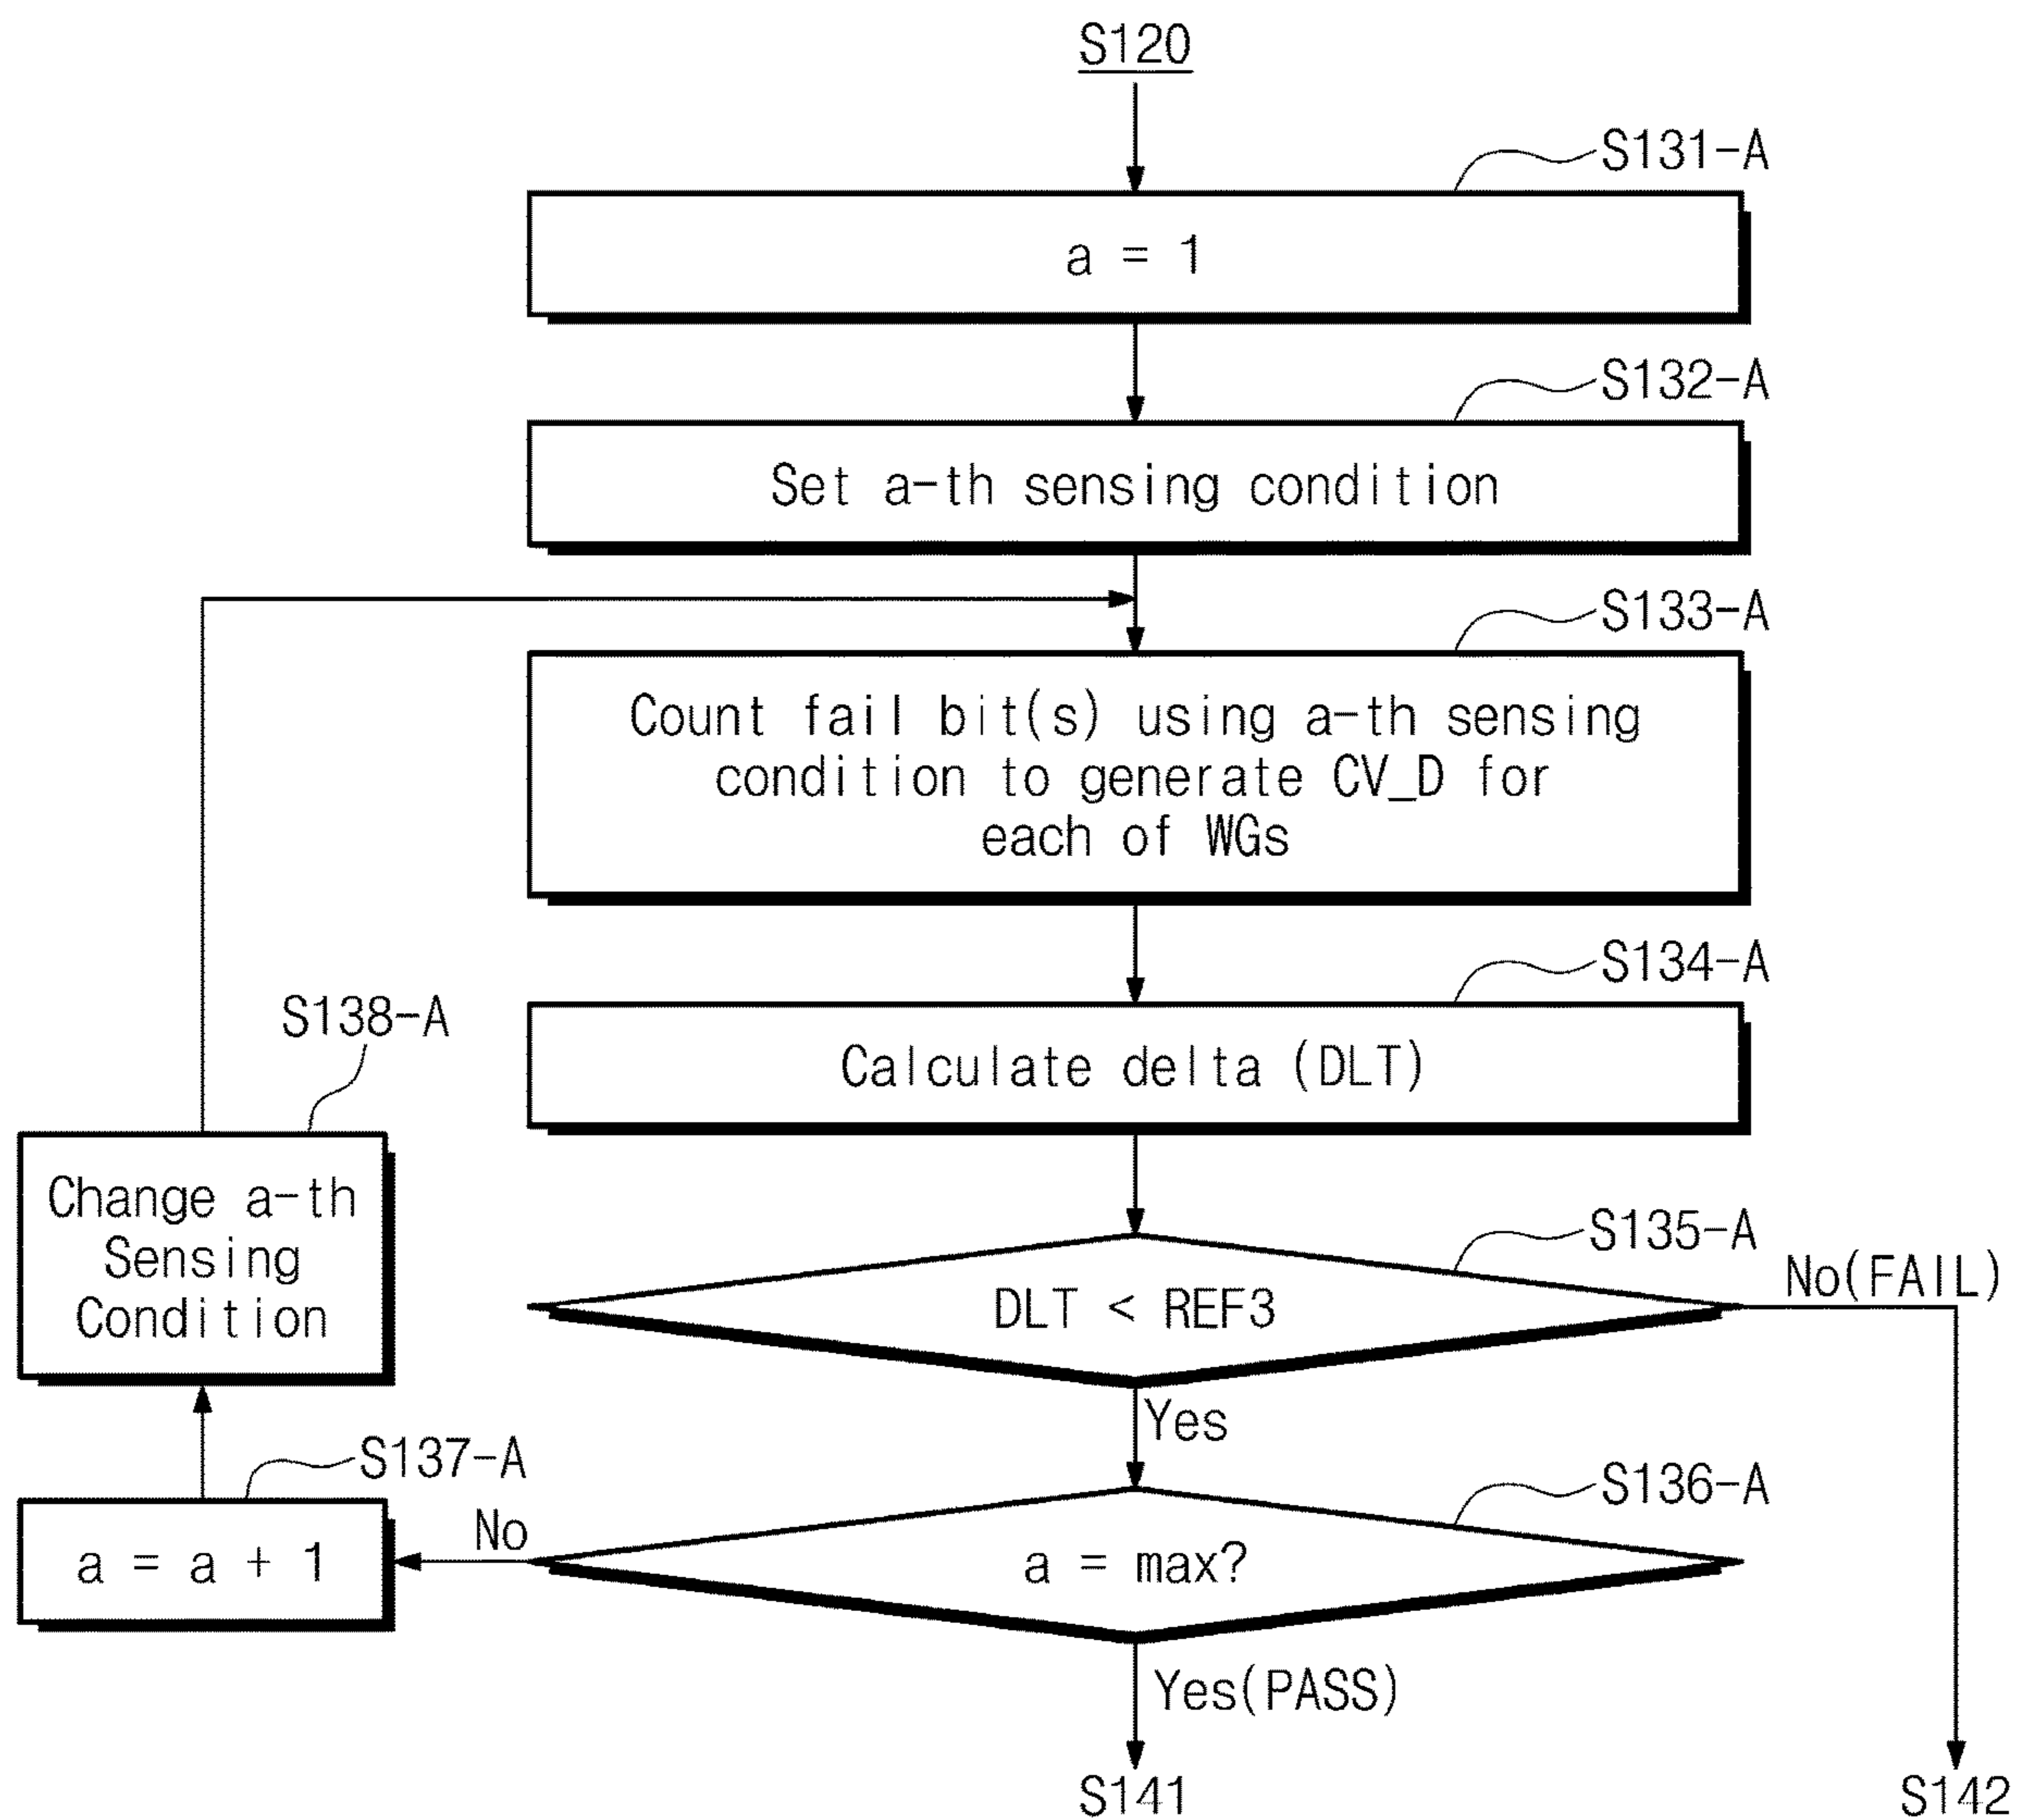 S120
S131-A
a = 1
S132-A
Set a-th sensing condition
S133-A
Count fail bit(s) using a-th sensing
condition to generate CV_D for
each of WGs
S134-A
Calculate delta (DLT)
S138-A
Change a-th
Sensing
Condition
S135-A
DLT < REF3
No(FAIL)
Yes
S137-A
a = a + 1
No
S136-A
a = max?
Yes(PASS)
S141
S142